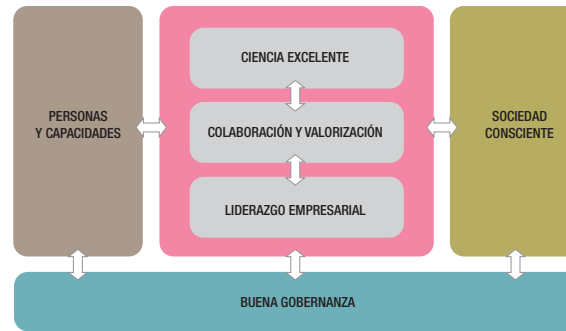 CIENCIA EXCELENTE
PERSONAS
Y CAPACIDADES
COLABORACIÓN Y VALORIZACIÓN
SOCIEDAD
CONSCIENTE
LIDERAZGO EMPRESARIAL
BUENA GOBERNANZA